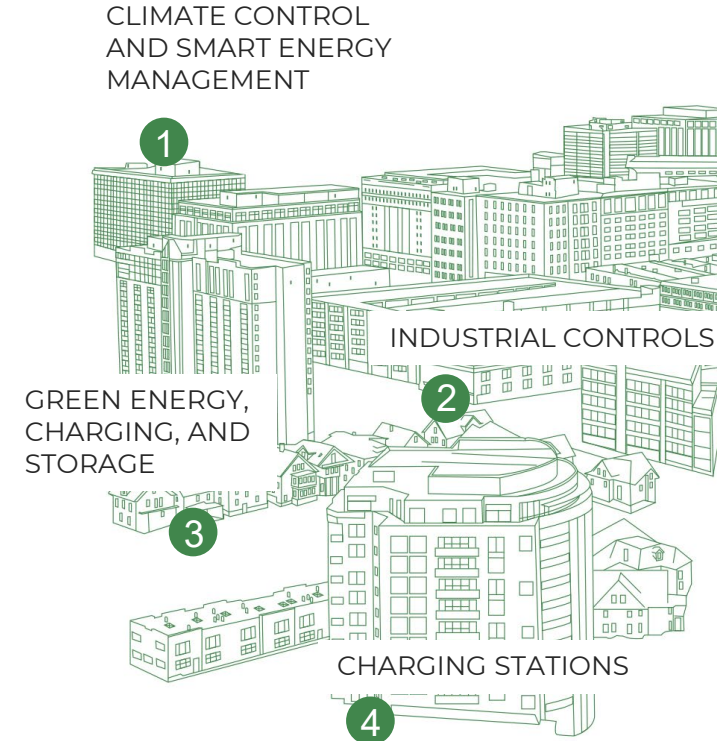 CLIMATE CONTROL
AND SMART ENERGY
MANAGEMENT
1
INDUSTRIAL CONTROLS
2
GREEN ENERGY,
CHARGING, AND
STORAGE
3
CHARGING STATIONS
4